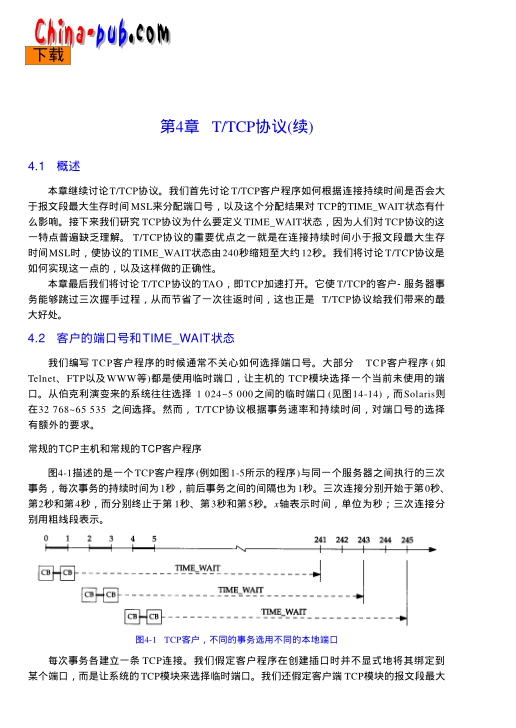 China-pub.com
下载
第4章 T/TCP协议(续)
4.1 概述
本章继续讨论T/TCP协议。我们首先讨论T/TCP客户程序如何根据连接持续时间是否会大
于报文段最大生存时间MSL来分配端口号，以及这个分配结果对TCP的TIME_WAIT状态有什
么影响。接下来我们研究TCP协议为什么要定义TIME_WAIT状态，因为人们对TCP协议的这
一特点普遍缺乏理解。T/TCP协议的重要优点之一就是在连接持续时间小于报文段最大生存
时间MSL时，使协议的TIME_WAIT状态由240秒缩短至大约12秒。我们将讨论T/TCP协议是
如何实现这一点的，以及这样做的正确性。
本章最后我们将讨论T/TCP协议的TAO，即TCP加速打开。它使T/TCP的客户-服务器事
务能够跳过三次握手过程，从而节省了一次往返时间，这也正是 T/TCP协议给我们带来的最
大好处。
4.2 客户的端口号和TIME_WAIT状态
我们编写TCP客户程序的时候通常不关心如何选择端口号。大部分 TCP客户程序(如
Telnet、FTP以及WWW等)都是使用临时端口，让主机的TCP模块选择一个当前未使用的端
口。从伯克利演变来的系统往往选择 1 024~5 000之间的临时端口(见图14-14)，而Solaris则
在32 768~65 535 之间选择。然而，T/TCP协议根据事务速率和持续时间，对端口号的选择
有额外的要求。
常规的TCP主机和常规的TCP客户程序
图4-1描述的是一个TCP客户程序(例如图1-5所示的程序)与同一个服务器之间执行的三次
事务，每次事务的持续时间为1秒，前后事务之间的间隔也为1秒。三次连接分别开始于第0秒、
第2秒和第4秒，而分别终止于第1秒、第3秒和第5秒。x轴表示时间，单位为秒；三次连接分
别用粗线段表示。
0 1 2 3 4 5 241 242 243 244 245
CB CB TIME_WAIT
CB CB TIME_WAIT
CB CB TIME_WAIT
图4-1 TCP客户，不同的事务选用不同的本地端口
每次事务各建立一条TCP连接。我们假定客户程序在创建插口时并不显式地将其绑定到
某个端口，而是让系统的TCP模块来选择临时端口。我们还假定客户端TCP模块的报文段最大